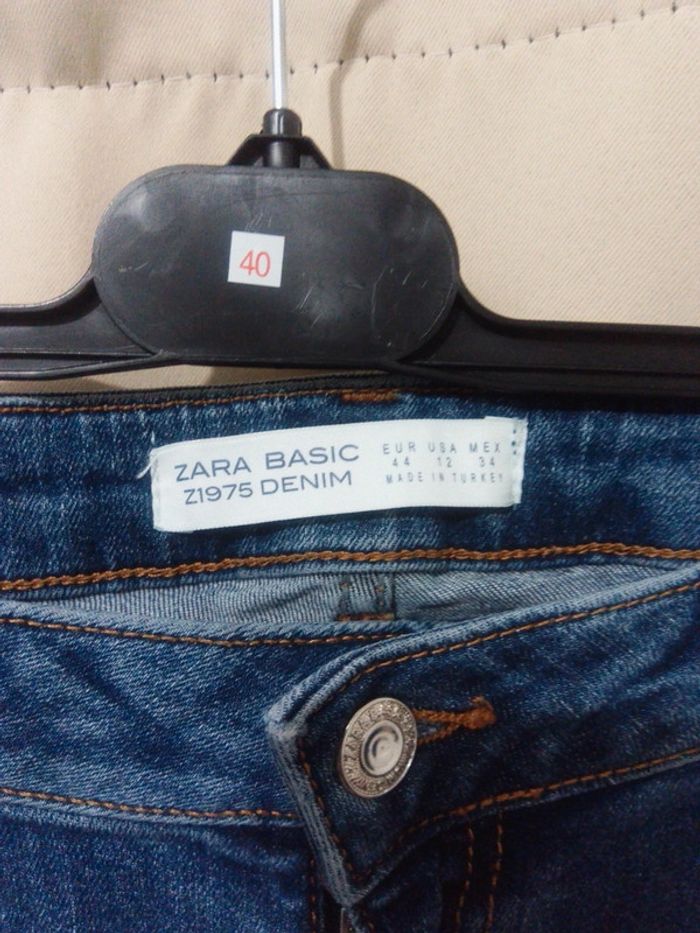 40
ZARA BASIC
Z1975 DENIM
EUR USA MEX
44 12 34
MADE IN TURKEY